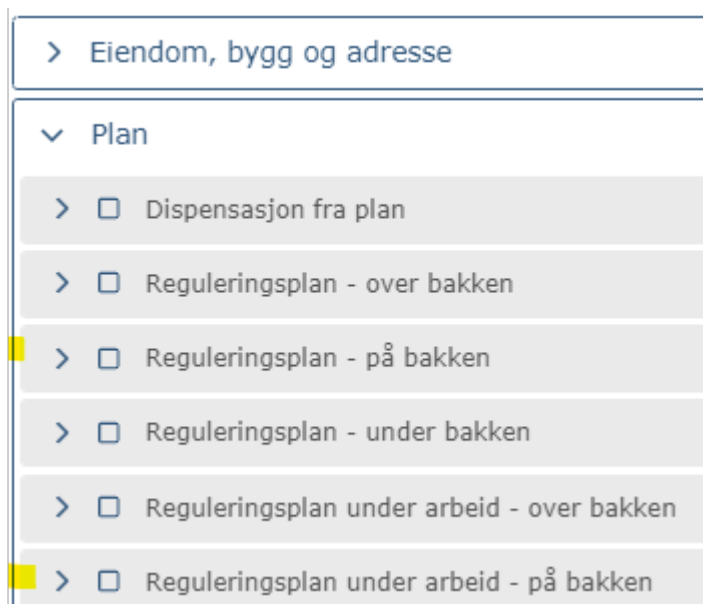 Eiendom, bygg og adresse
Plan
Dispensasjon fra plan
Reguleringsplan - over bakken
Reguleringsplan - på bakken
Reguleringsplan - under bakken
Reguleringsplan under arbeid - over bakken
Reguleringsplan under arbeid - på bakken